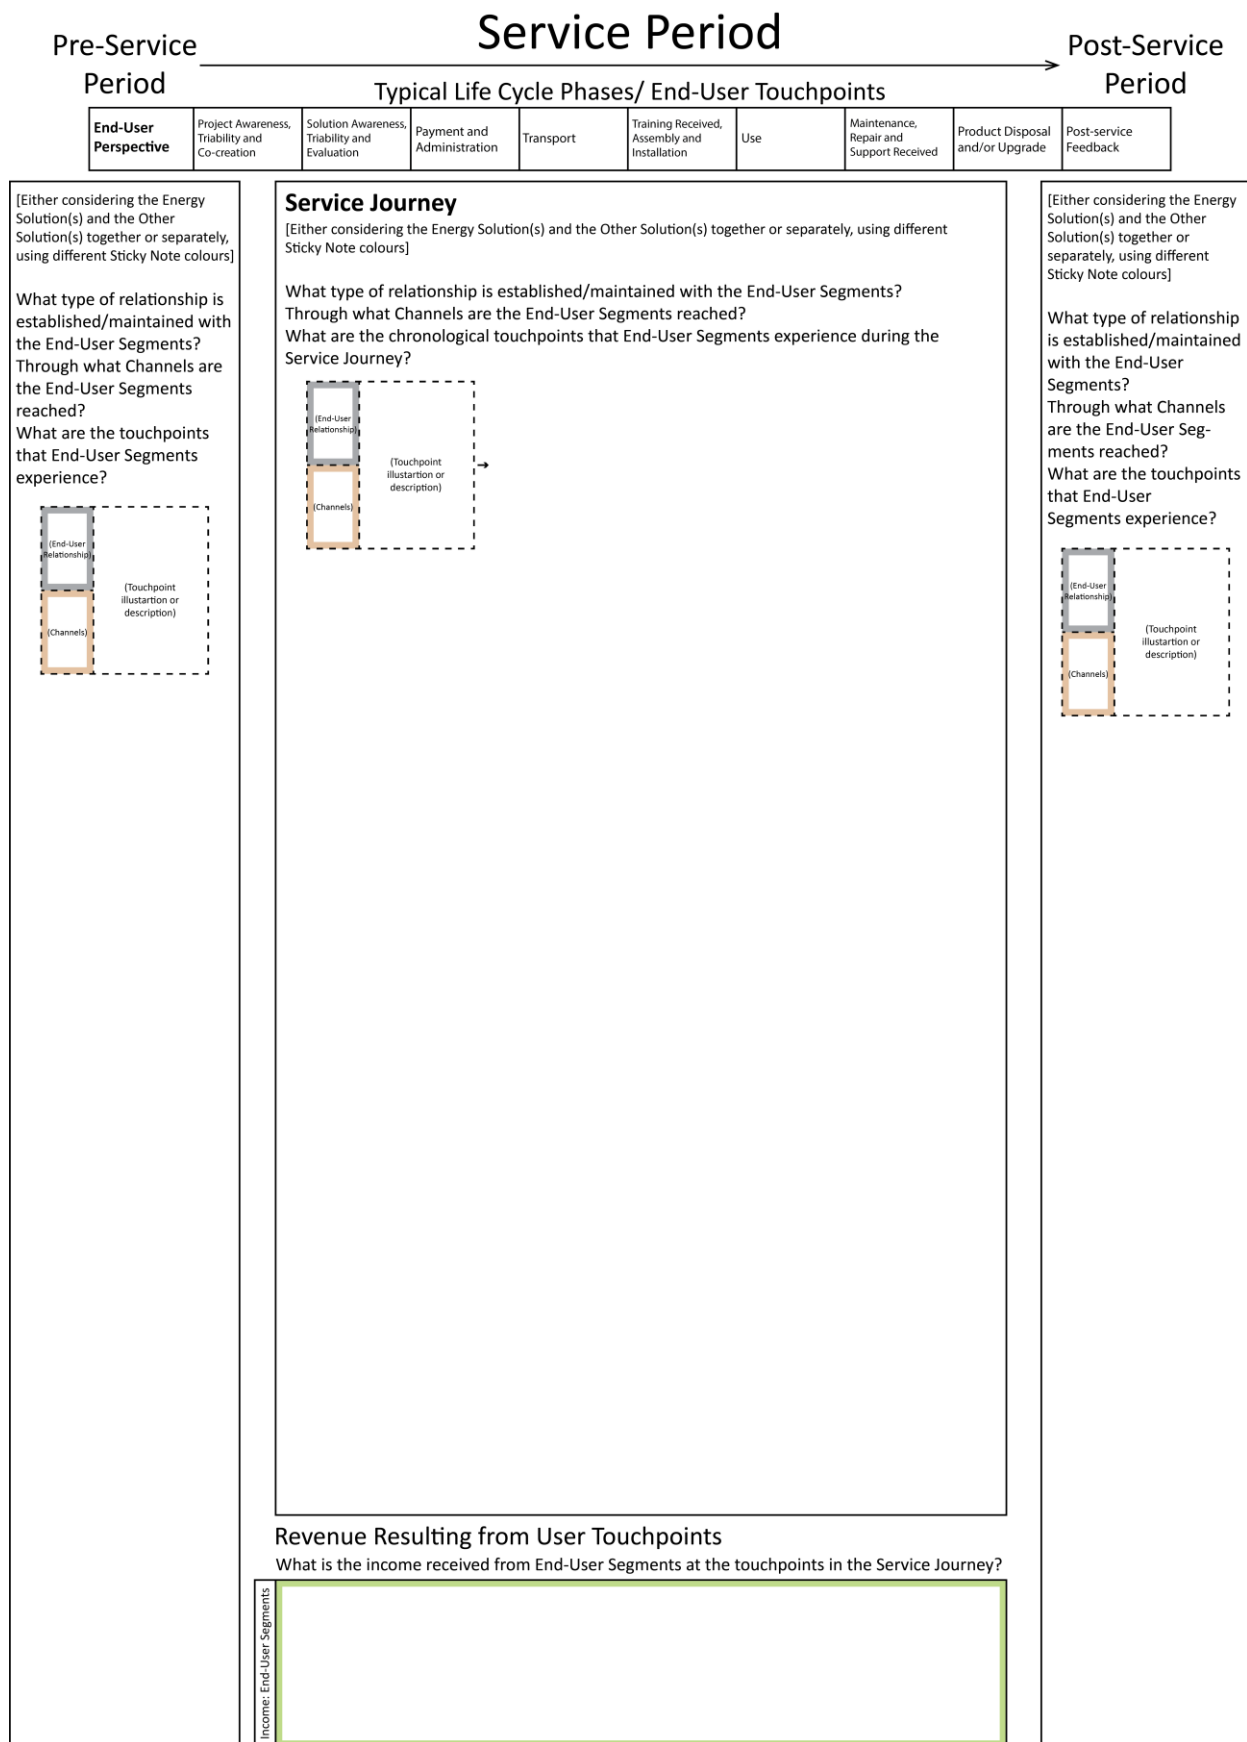 Pre-Service
Period
Service Period
Post-Service
Period
Typical Life Cycle Phases/ End-User Touchpoints
End-User
Perspective
Project Awareness,
Triability and
Co-creation
Solution Awareness,
Triability and
Evaluation
Payment and
Administration
Transport
Training Received,
Assembly and
Installation
Use
Maintenance,
Repair and
Support Received
Product Disposal
and/or Upgrade
Post-service
Feedback
[Either considering the Energy
Solution(s) and the Other
Solution(s) together or separately,
using different Sticky Note colours]
What type of relationship is
established/maintained with
the End-User Segments?
Through what Channels are
the End-User Segments
reached?
What are the touchpoints
that End-User Segments
experience?
(End-User
Relationship)
(Channels)
(Touchpoint
illustartion or
description)
Service Journey
[Either considering the Energy Solution(s) and the Other Solution(s) together or separately, using different
Sticky Note colours]
What type of relationship is established/maintained with the End-User Segments?
Through what Channels are the End-User Segments reached?
What are the chronological touchpoints that End-User Segments experience during the
Service Journey?
(End-User
Relationship)
(Channels)
(Touchpoint
illustartion or
description)
[Either considering the Energy
Solution(s) and the Other
Solution(s) together or
separately, using different
Sticky Note colours]
What type of relationship
is established/maintained
with the End-User
Segments?
Through what Channels
are the End-User Seg-
ments reached?
What are the touchpoints
that End-User
Segments experience?
(End-User
Relationship)
(Channels)
(Touchpoint
illustartion or
description)
Revenue Resulting from User Touchpoints
What is the income received from End-User Segments at the touchpoints in the Service Journey?
Income: End-User Segments